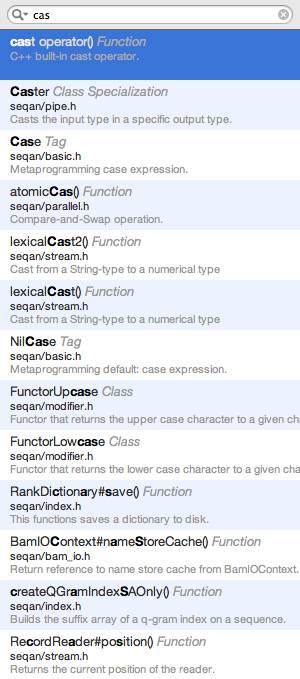 cas
cast operator() Function
C++ built-in cast operator.
Caster Class Specialization
seqan/pipe.h
Casts the input type in a specific output type.
Case Tag
seqan/basic.h
Metaprogramming case expression.
atomicCas() Function
seqan/parallel.h
Compare-and-Swap operation.
lexicalCast2() Function
seqan/stream.h
Cast from a String-type to a numerical type
lexicalCast() Function
seqan/stream.h
Cast from a String-type to a numerical type
NilCase Tag
seqan/basic.h
Metaprogramming default: case expression.
FunctorUpcase Class
seqan/modifier.h
Functor that returns the upper case character to a given cha
FunctorLowcase Class
seqan/modifier.h
Functor that returns the lower case character to a given cha
RankDictionary#save() Function
seqan/index.h
This functions saves a dictionary to disk.
BamIOContext#nameStoreCache() Function
seqan/bam_io.h
Return reference to name store cache from BamIOContext.
createQGramIndexSAOnly() Function
seqan/index.h
Builds the suffix array of a q-gram index on a sequence.
RecordReader#position() Function
seqan/stream.h
Returns the current position of the reader.